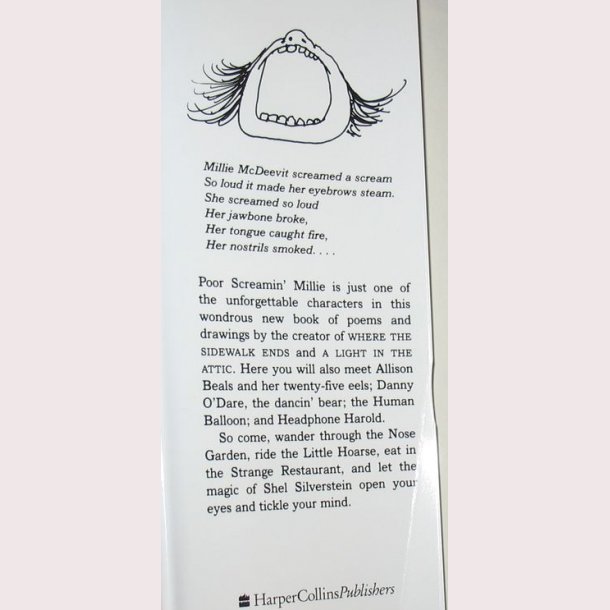 Millie McDeevit screamed a scream
So loud it made her eyebrows steam.
She screamed so loud
Her jawbone broke,
Her tongue caught fire,
Her nostrils smoked. . . .
Poor Screamin' Millie is just one of
the unforgettable characters in this
wondrous new book of poems and
drawings by the creator of WHERE THE
SIDEWALK ENDS and A LIGHT IN THE
ATTIC. Here you will also meet Allison
Beals and her twenty-five eels; Danny
O'Dare, the dancin' bear; the Human
Balloon; and Headphone Harold.
So come, wander through the Nose
Garden, ride the Little Hoarse, eat in
the Strange Restaurant, and let the
magic of Shel Silverstein open your
eyes and tickle your mind.
HarperCollinsPublishers